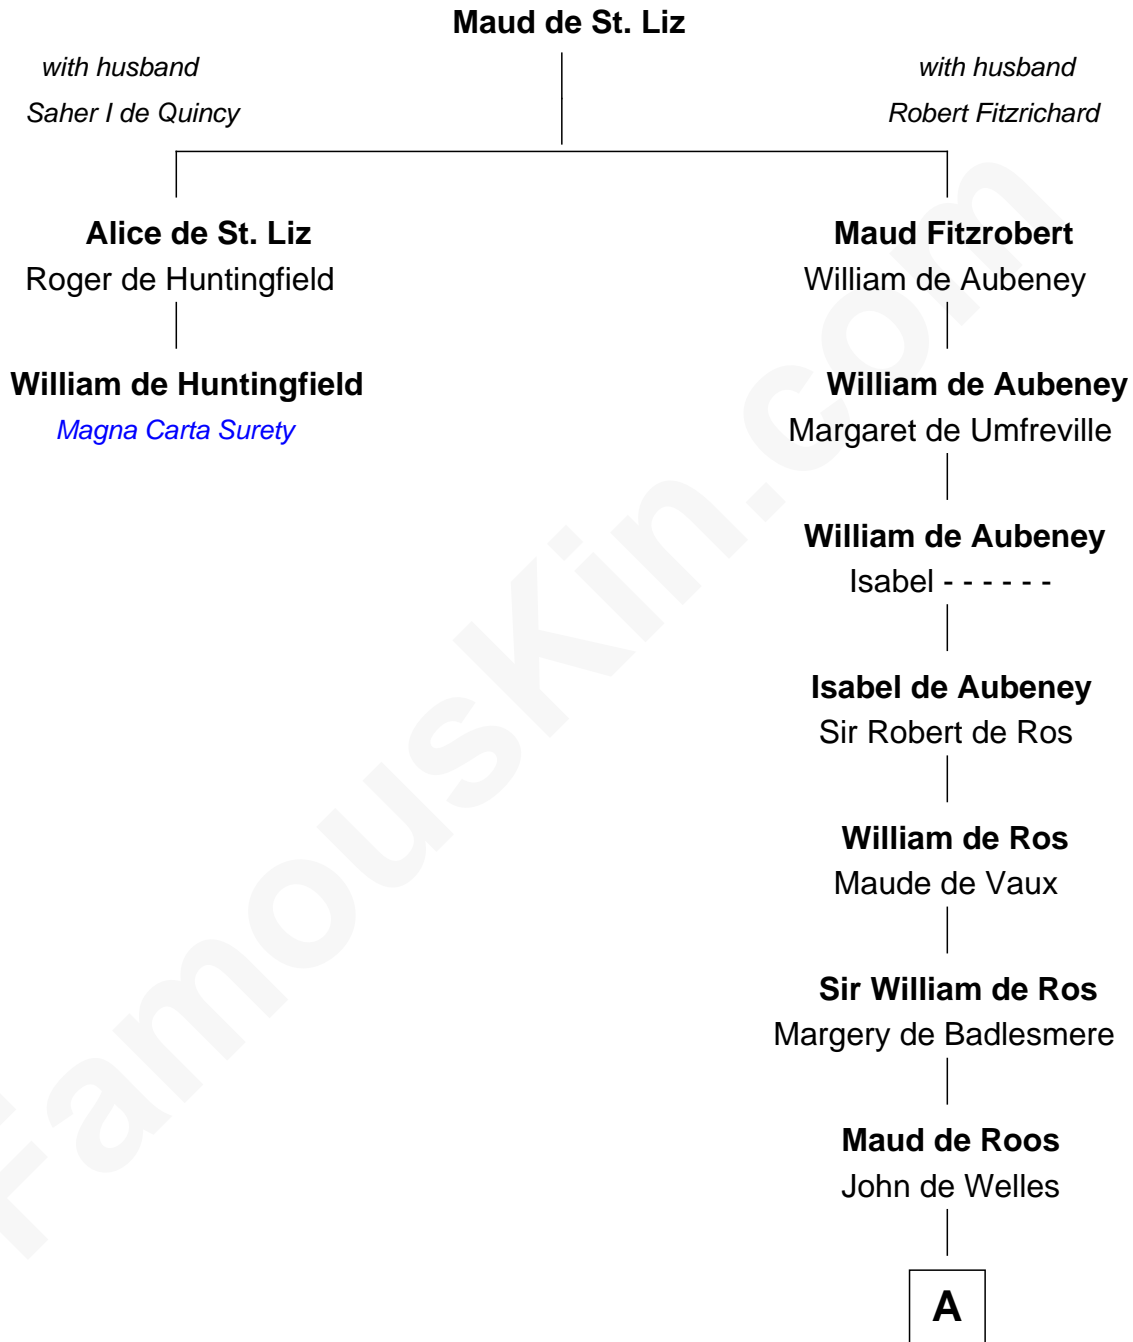 Maud de St. Liz
with husband
Saher I de Quincy
with husband
Robert Fitzrichard
Alice de St. Liz
Roger de Huntingfield
Maud Fitzrobert
William de Aubeney
William de Huntingfield
Magna Carta Surety
William de Aubeney
Margaret de Umfreville
William de Aubeney
Isabel - - - - - -
Isabel de Aubeney
Sir Robert de Ros
William de Ros
Maude de Vaux
Sir William de Ros
Margery de Badlesmere
Maud de Roos
John de Welles
A
FamousKin.com